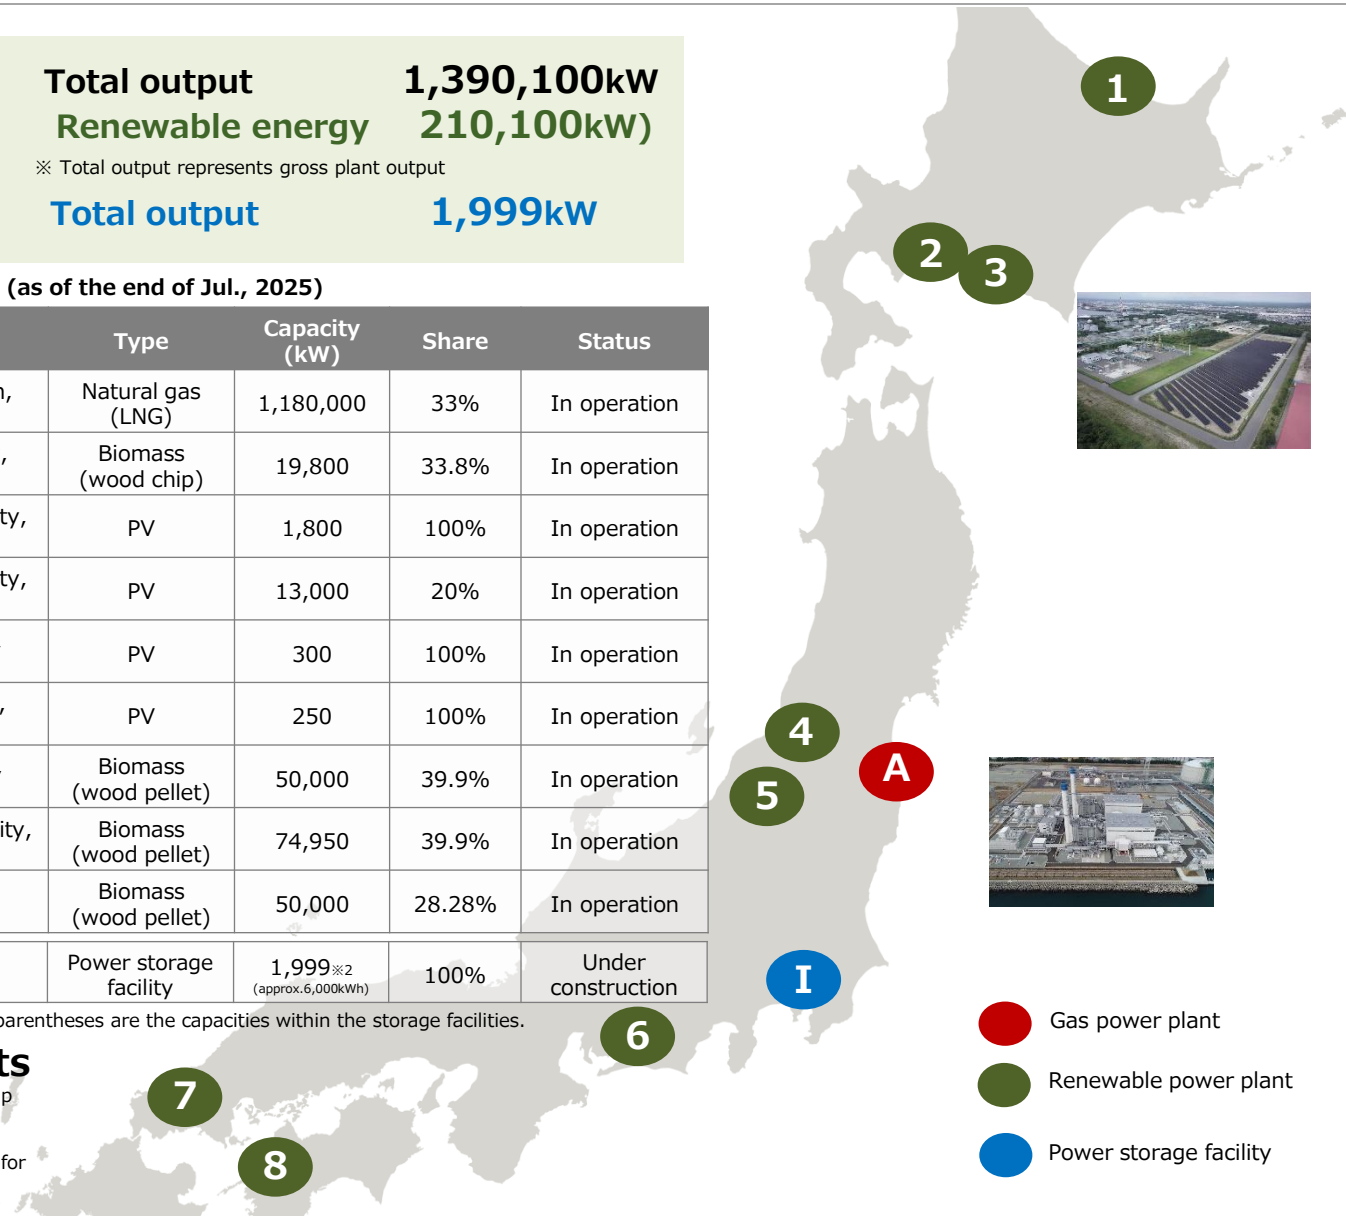 Total output 1,390,100kW
Renewable energy 210,100kW)
※ Total output represents gross plant output
Total output 1,999kW
(as of the end of Jul., 2025)
Type Capacity (kW) Share Status
Natural gas (LNG) 1,180,000 33% In operation
Biomass (wood chip) 19,800 33.8% In operation
ty, PV 1,800 100% In operation
ty, PV 13,000 20% In operation
PV 300 100% In operation
PV 250 100% In operation
Biomass (wood pellet) 50,000 39.9% In operation
ity, Biomass (wood pellet) 74,950 39.9% In operation
Biomass (wood pellet) 50,000 28.28% In operation
Power storage facility 1,999※2 (approx.6,000kWh) 100% Under construction
parentheses are the capacities within the storage facilities.
ts
p
for
1
2
3
4
A
5
I
6
7
8
Gas power plant
Renewable power plant
Power storage facility